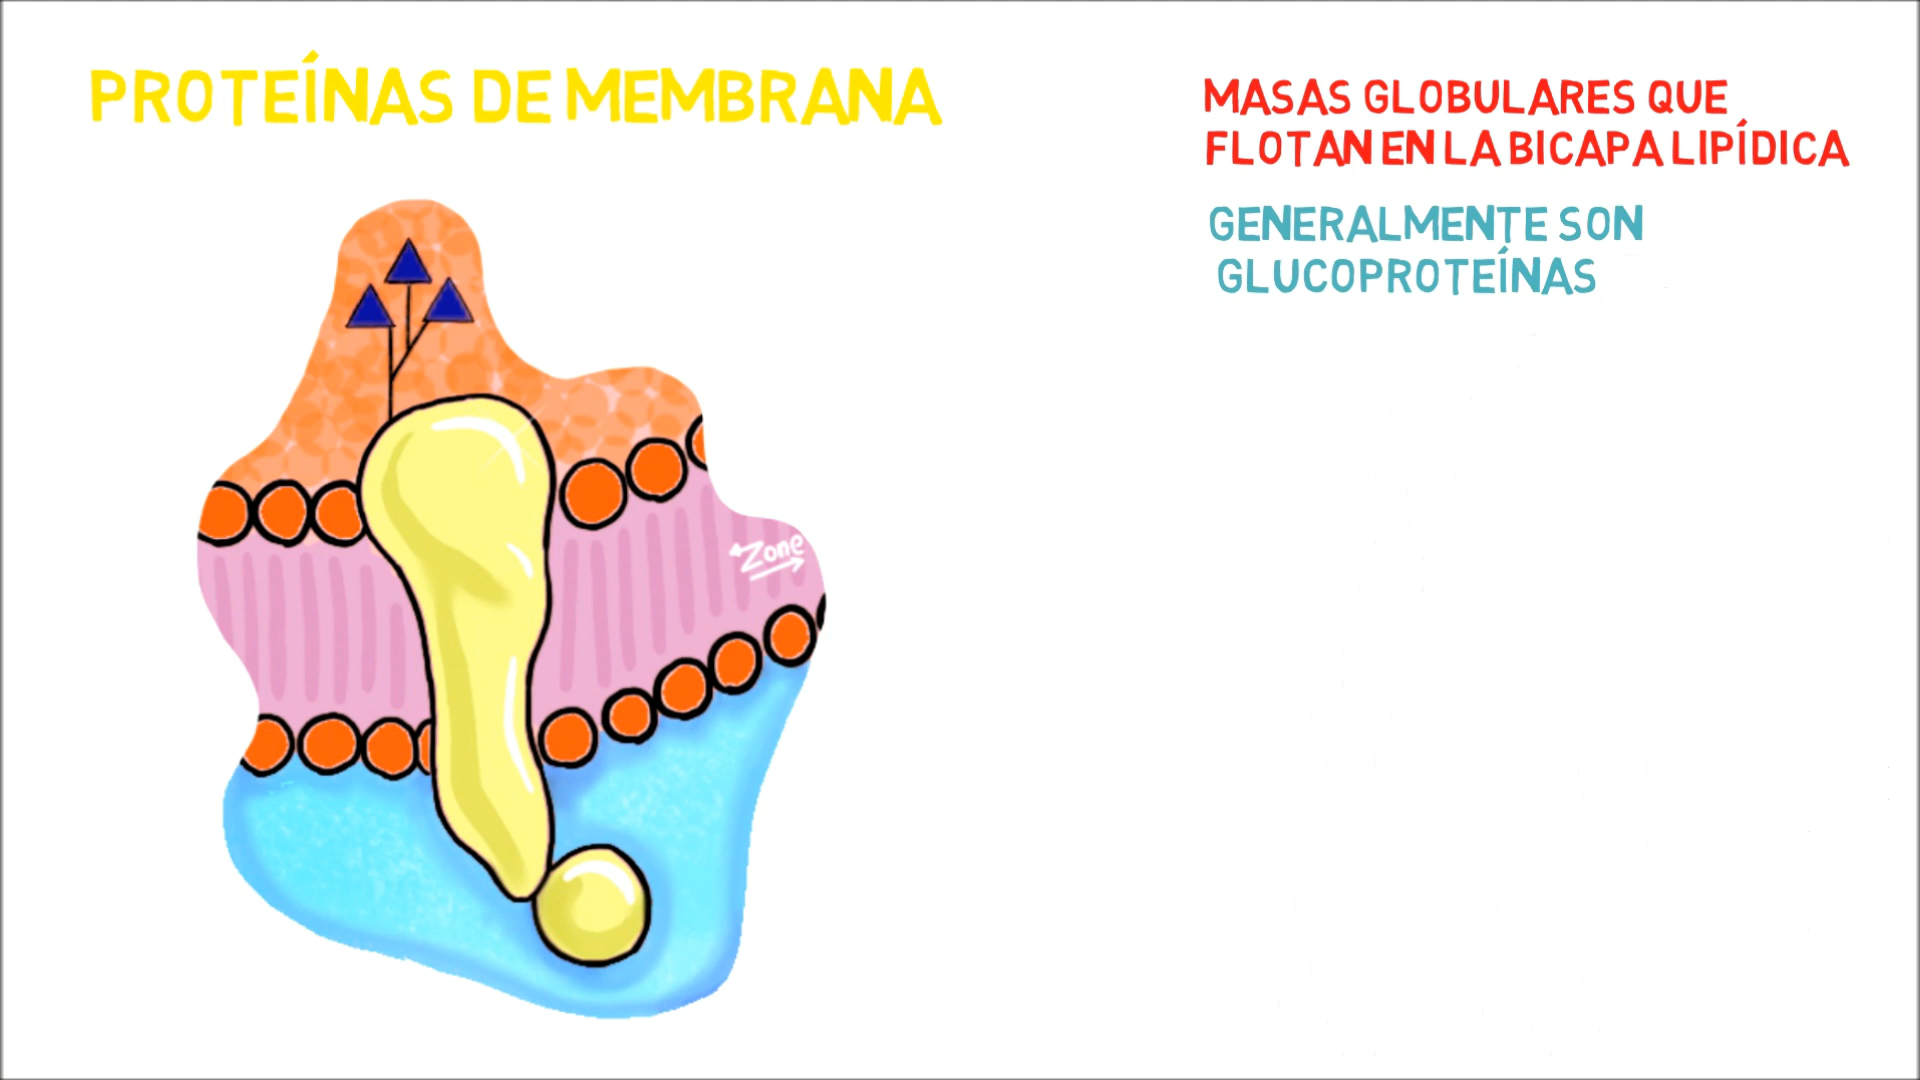 PROTEÍNAS DE MEMBRANA
MASAS GLOBULARES QUE
FLOTAN EN LA BICAPA LIPÍDICA
GENERALMENTE SON
GLUCOPROTEÍNAS
Zone